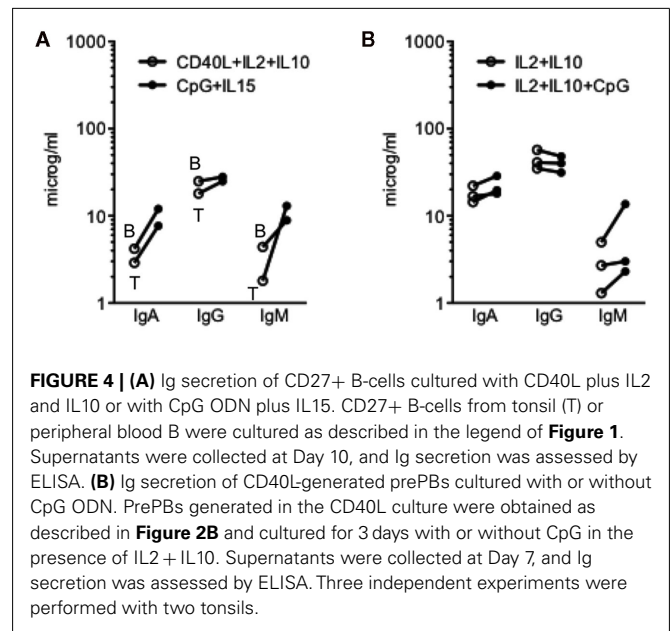 A
B
1000
100
10
1
microg/ml
CD40L+IL2+IL10
CpG+IL15
B
T
B
T
B
T
IgA IgG IgM
1000
100
10
1
microg/ml
IL2+IL10
IL2+IL10+CpG
IgA IgG IgM
FIGURE 4 | (A) Ig secretion of CD27+ B-cells cultured with CD40L plus IL2
and IL10 or with CpG ODN plus IL15. CD27+ B-cells from tonsil (T) or
peripheral blood B were cultured as described in the legend of Figure 1.
Supernatants were collected at Day 10, and Ig secretion was assessed by
ELISA. (B) Ig secretion of CD40L-generated prePBs cultured with or without
CpG ODN. PrePBs generated in the CD40L culture were obtained as
described in Figure 2B and cultured for 3 days with or without CpG in the
presence of IL2 + IL10. Supernatants were collected at Day 7, and Ig
secretion was assessed by ELISA. Three independent experiments were
performed with two tonsils.